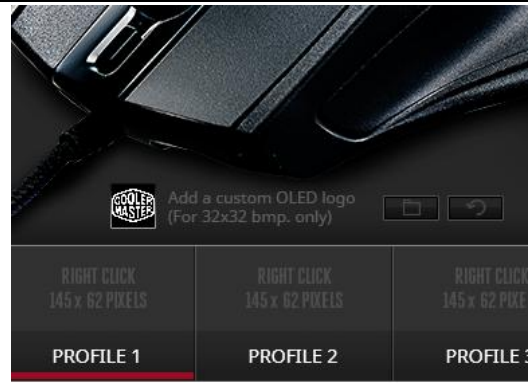 COOLER
MASTER
Add a custom OLED logo
(For 32x32 bmp. only)
RIGHT CLICK
145 x 62 PIXELS
RIGHT CLICK
145 x 62 PIXELS
RIGHT CLICK
145 x 62 PIXE
PROFILE 1
PROFILE 2
PROFILE 3